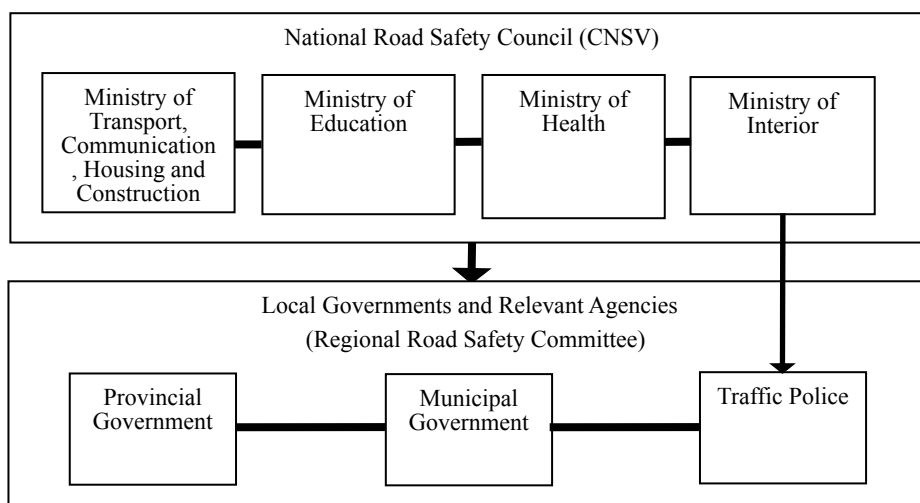 National Road Safety Council (CNSV)
Ministry of
Transport,
Communication
, Housing and
Construction
Ministry of
Education
Ministry of
Health
Ministry of
Interior
Local Governments and Relevant Agencies
(Regional Road Safety Committee)
Provincial
Government
Municipal
Government
Traffic Police